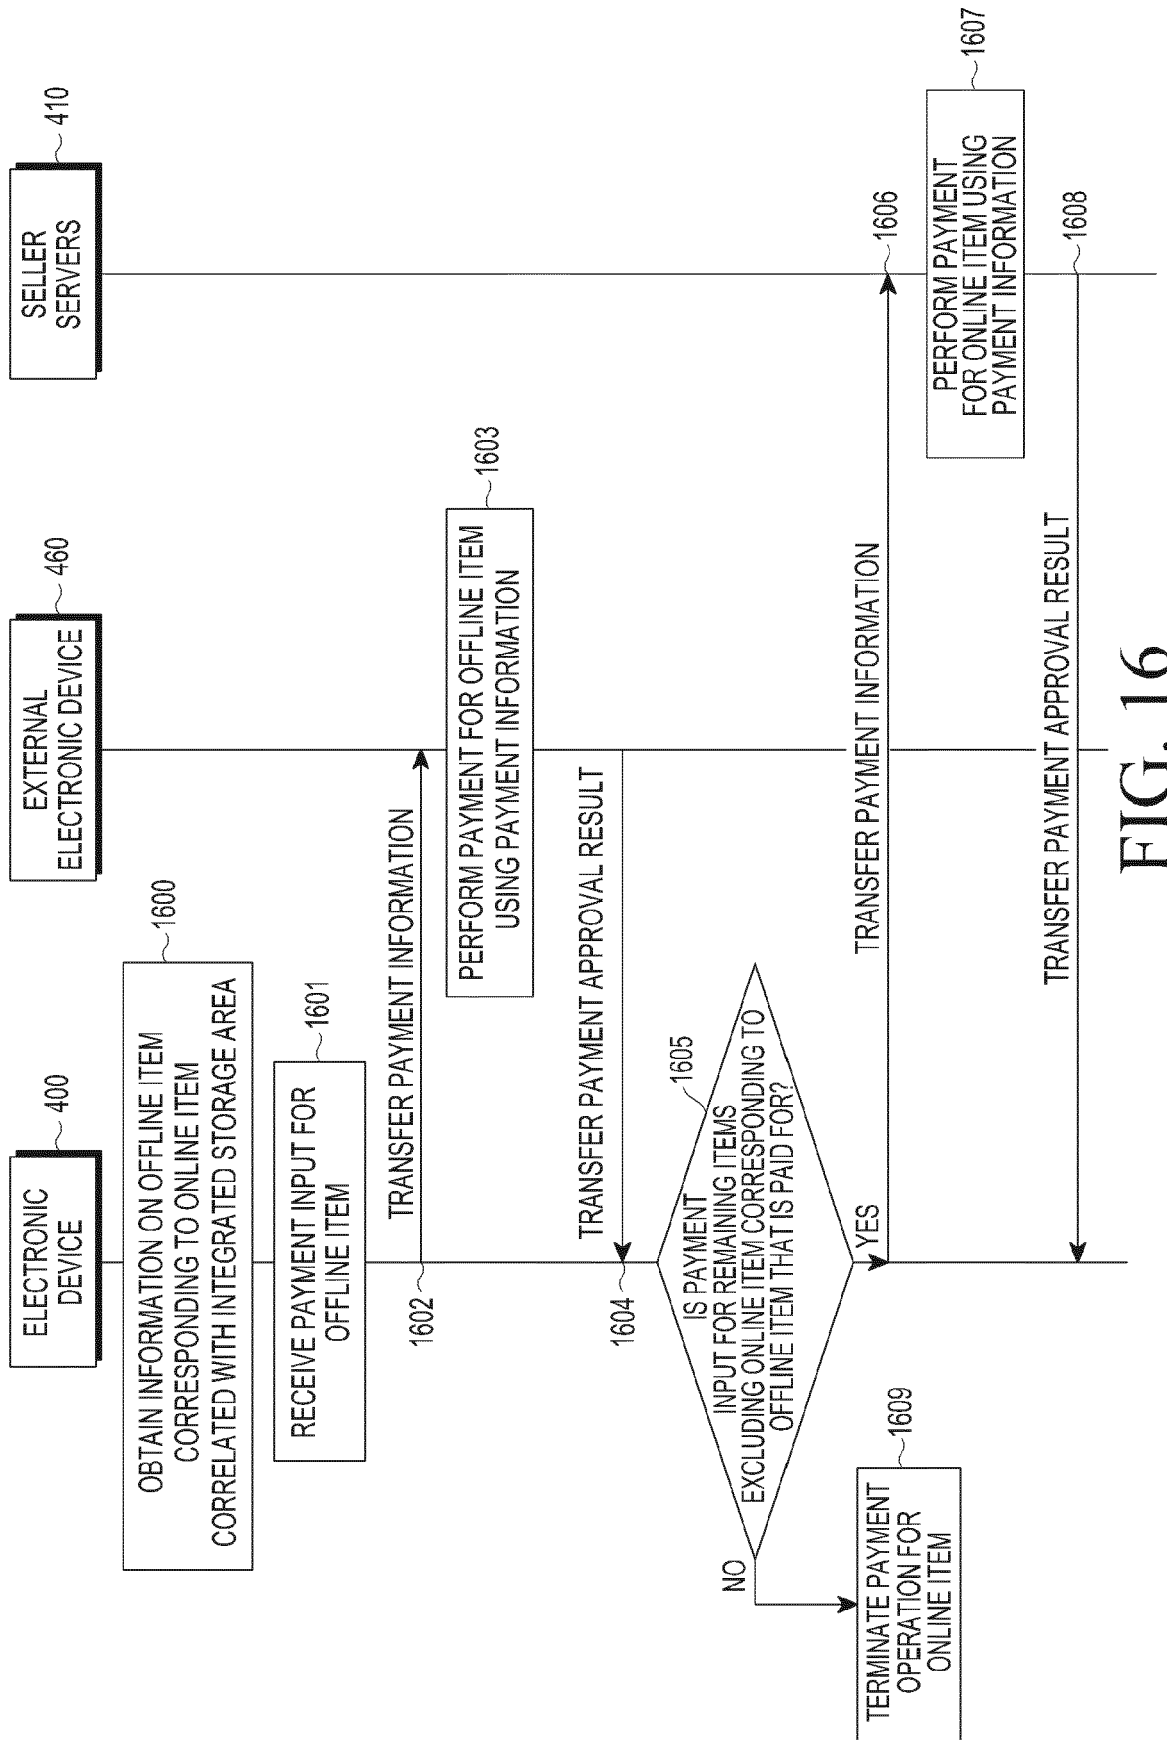 ELECTRONIC
DEVICE
400
EXTERNAL
ELECTRONIC DEVICE
460
SELLER
SERVERS
410
1600
OBTAIN INFORMATION ON OFFLINE ITEM
CORRESPONDING TO ONLINE ITEM
CORRELATED WITH INTEGRATED STORAGE AREA
1601
RECEIVE PAYMENT INPUT FOR
OFFLINE ITEM
TRANSFER PAYMENT INFORMATION
1602
1603
PERFORM PAYMENT FOR OFFLINE ITEM
USING PAYMENT INFORMATION
TRANSFER PAYMENT APPROVAL RESULT
1604
1605
IS PAYMENT
INPUT FOR REMAINING ITEMS
EXCLUDING ONLINE ITEM CORRESPONDING TO
OFFLINE ITEM THAT IS PAID FOR?
NO
YES
TRANSFER PAYMENT INFORMATION
1606
1609
TERMINATE PAYMENT
OPERATION FOR
ONLINE ITEM
1607
PERFORM PAYMENT
FOR ONLINE ITEM USING
PAYMENT INFORMATION
TRANSFER PAYMENT APPROVAL RESULT
1608
FIG. 16